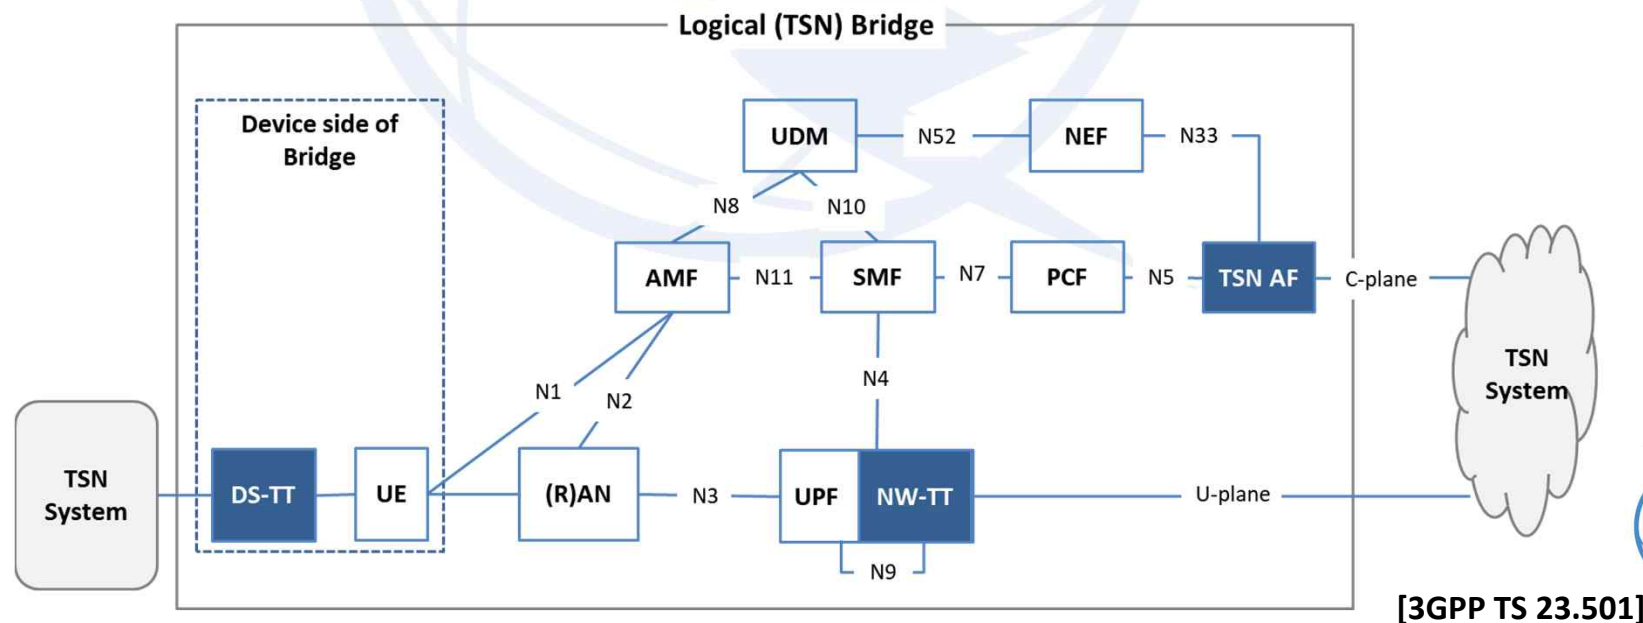 Logical (TSN) Bridge
Device side of
Bridge
UDM
N52
NEF
N33
N8
N10
AMF
N11
SMF
N7
PCF
N5
TSN AF
C-plane
N1
N2
N4
TSN
System
TSN
System
DS-TT
UE
(R)AN
N3
UPF
NW-TT
U-plane
N9
[3GPP TS 23.501]